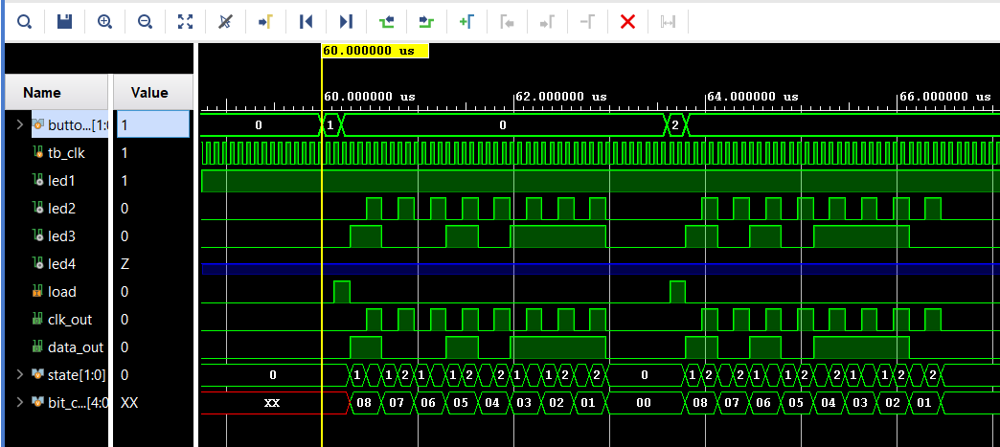 60.000000 us
Name
Value
60.000000 us
62.000000 us
64.000000 us
66.000000 us
butto...[1:0] 1 0 1 0 2
tb_clk 1
led1 1
led2 0
led3 0
led4 Z
load 0
clk_out 0
data_out 0
state[1:0] 0 0 1 1 2 1 1 2 2 1 1 2 2 0 1 2 2 1 1 2 2 1 1 2 2
bit_c...[4:0] XX XX 08 07 06 05 04 03 02 01 00 08 07 06 05 04 03 02 01